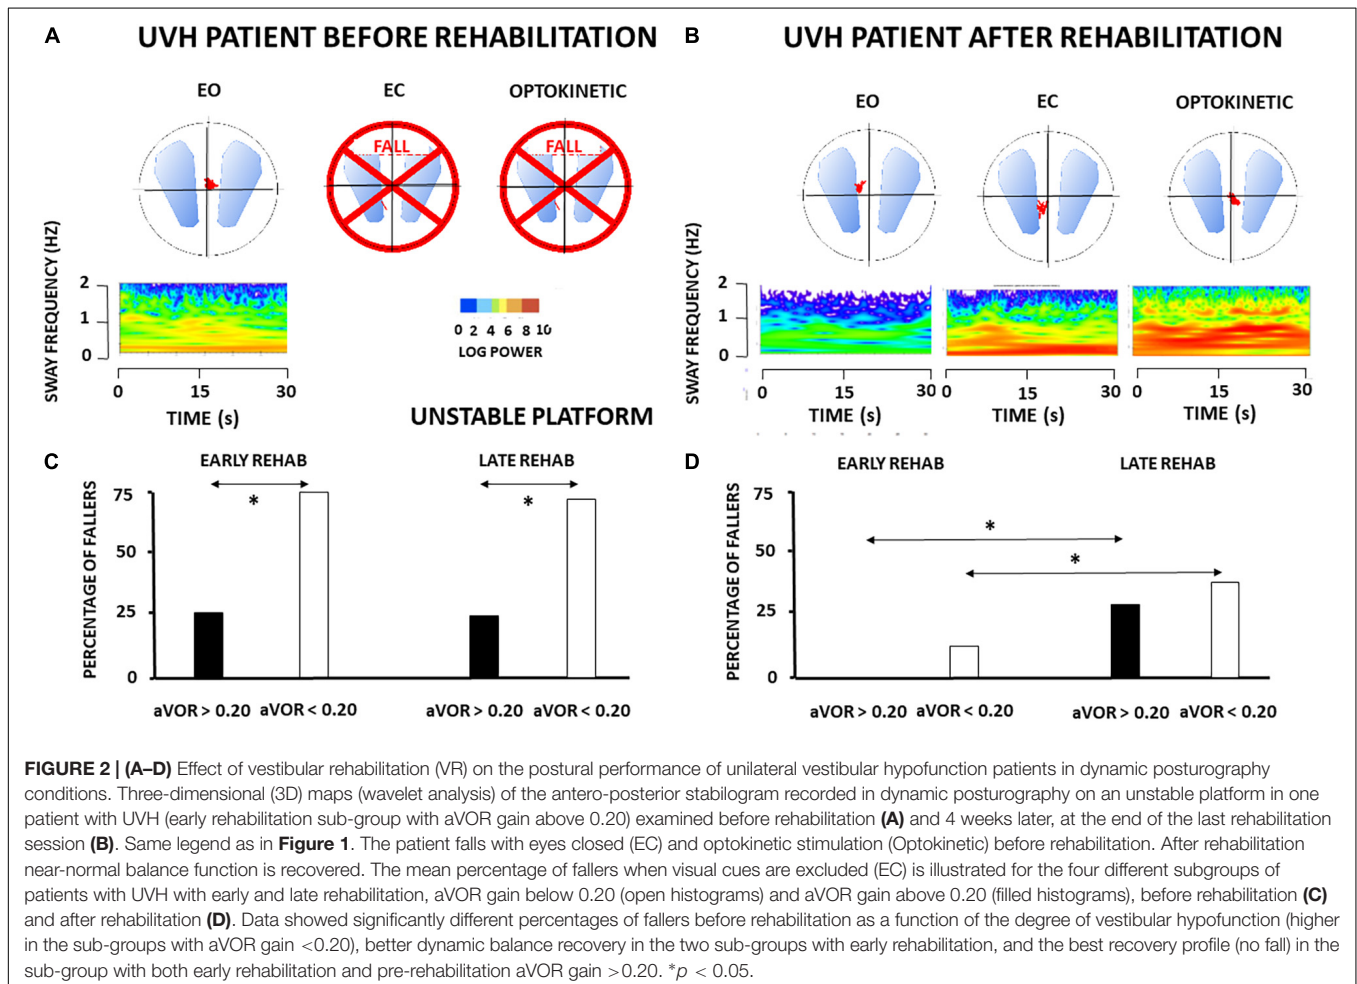 A
UVH PATIENT BEFORE REHABILITATION
EO
EC
OPTOKINETIC
FALL
FALL
SWAY FREQUENCY (HZ)
2
1
0
0
15
30
TIME (s)
0 2 4 6 8 10
LOG POWER
B
UVH PATIENT AFTER REHABILITATION
EO
EC
OPTOKINETIC
SWAY FREQUENCY (HZ)
2
1
0
0
15
30
TIME (s)
0
15
30
TIME (s)
0
15
30
TIME (s)
UNSTABLE PLATFORM
C
EARLY REHAB
LATE REHAB
PERCENTAGE OF FALLERS
75
50
25
0
*
*
aVOR > 0.20
aVOR < 0.20
aVOR > 0.20
aVOR < 0.20
D
EARLY REHAB
LATE REHAB
PERCENTAGE OF FALLERS
75
50
25
0
*
*
aVOR > 0.20
aVOR < 0.20
aVOR > 0.20
aVOR < 0.20
FIGURE 2 | (A–D) Effect of vestibular rehabilitation (VR) on the postural performance of unilateral vestibular hypofunction patients in dynamic posturography
conditions. Three-dimensional (3D) maps (wavelet analysis) of the antero-posterior stabilogram recorded in dynamic posturography on an unstable platform in one
patient with UVH (early rehabilitation sub-group with aVOR gain above 0.20) examined before rehabilitation (A) and 4 weeks later, at the end of the last rehabilitation
session (B). Same legend as in Figure 1. The patient falls with eyes closed (EC) and optokinetic stimulation (Optokinetic) before rehabilitation. After rehabilitation
near-normal balance function is recovered. The mean percentage of fallers when visual cues are excluded (EC) is illustrated for the four different subgroups of
patients with UVH with early and late rehabilitation, aVOR gain below 0.20 (open histograms) and aVOR gain above 0.20 (filled histograms), before rehabilitation (C)
and after rehabilitation (D). Data showed significantly different percentages of fallers before rehabilitation as a function of the degree of vestibular hypofunction (higher
in the sub-groups with aVOR gain <0.20), better dynamic balance recovery in the two sub-groups with early rehabilitation, and the best recovery profile (no fall) in the
sub-group with both early rehabilitation and pre-rehabilitation aVOR gain >0.20. *p < 0.05.